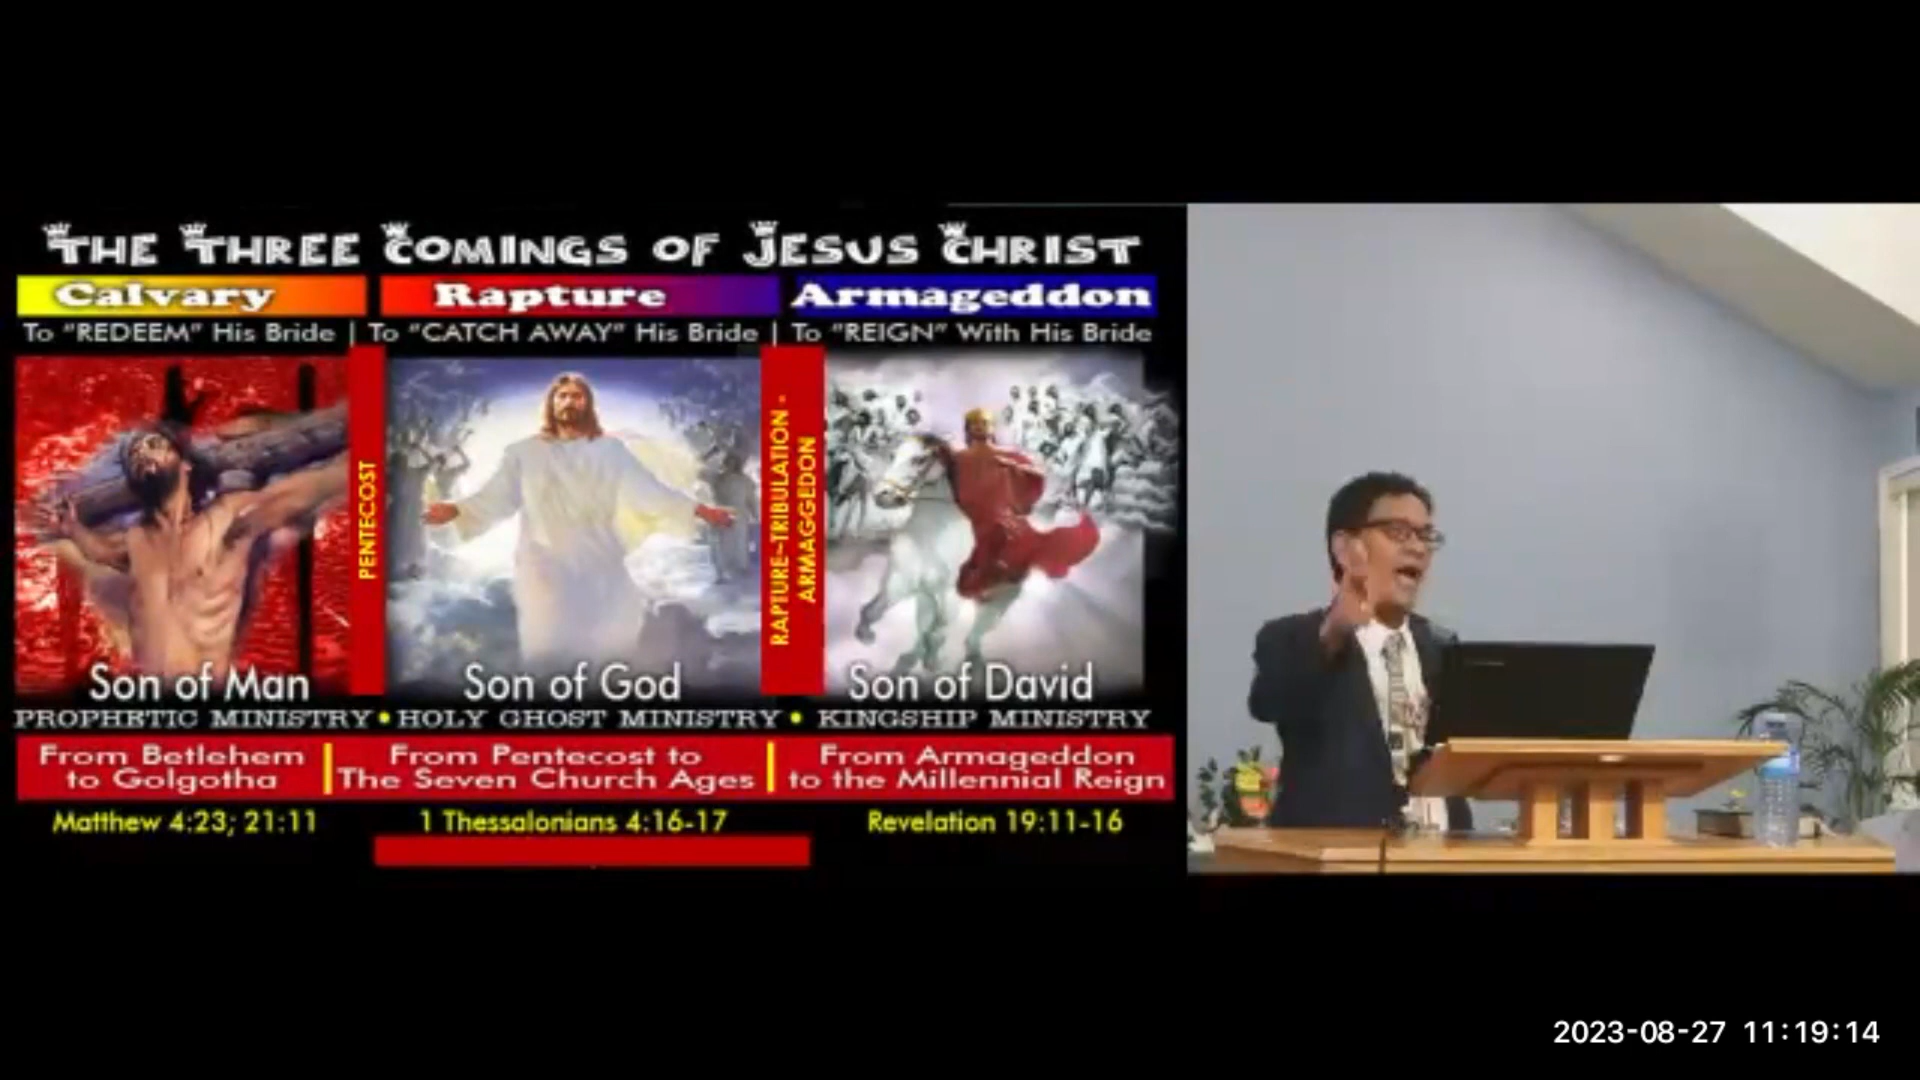 THE THREE COMINGS OF JESUS CHRIST
Calvary Rapture Armageddon
To "REDEEM" His Bride | To "CATCH AWAY" His Bride | To "REIGN" With His Bride
PENTECOST
RAPTURE-TRIBULATION -
ARMAGGEDON
Son of Man Son of God Son of David
PROPHETIC MINISTRY • HOLY GHOST MINISTRY • KINGSHIP MINISTRY
From Betlehem
to Golgotha
From Pentecost to
The Seven Church Ages
From Armageddon
to the Millennial Reign
Matthew 4:23; 21:11 1 Thessalonians 4:16-17 Revelation 19:11-16
2023-08-27 11:19:14